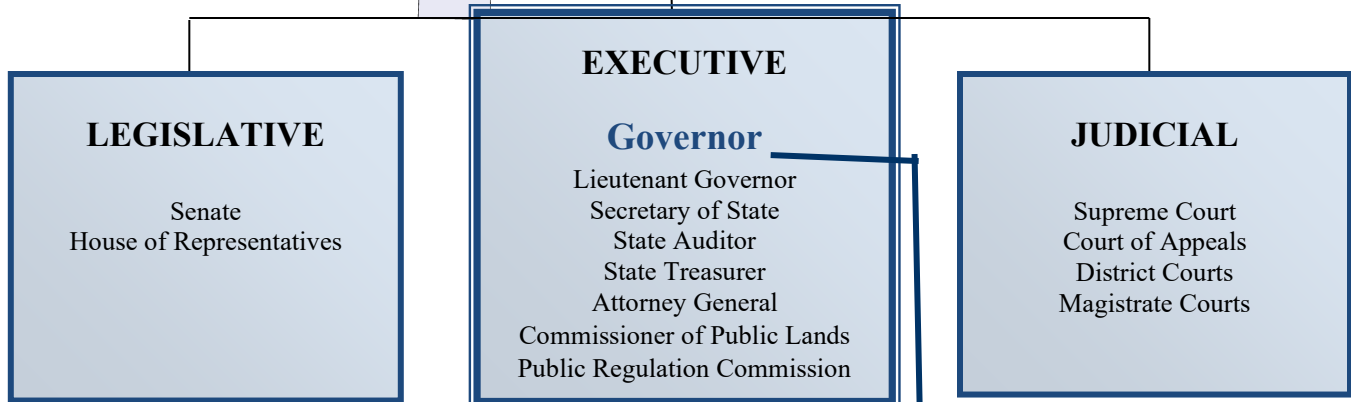 LEGISLATIVE
Senate
House of Representatives
EXECUTIVE
Governor
Lieutenant Governor
Secretary of State
State Auditor
State Treasurer
Attorney General
Commissioner of Public Lands
Public Regulation Commission
JUDICIAL
Supreme Court
Court of Appeals
District Courts
Magistrate Courts